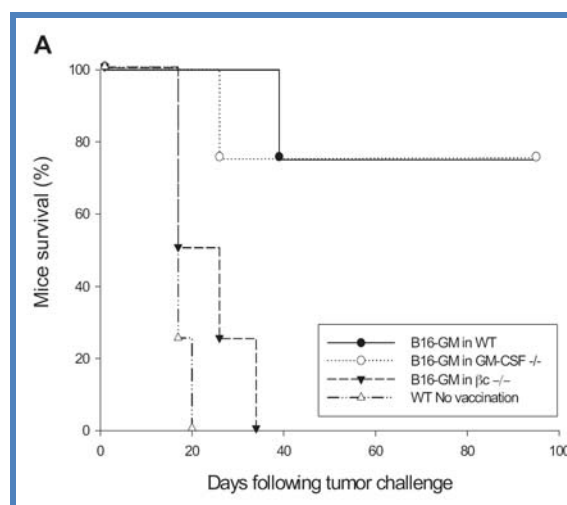 A
Mice survival (%)
100
80
60
40
20
0
B16-GM in WT
B16-GM in GM-CSF -/-
B16-GM in βc −/−
WT No vaccination
0 20 40 60 80 100
Days following tumor challenge